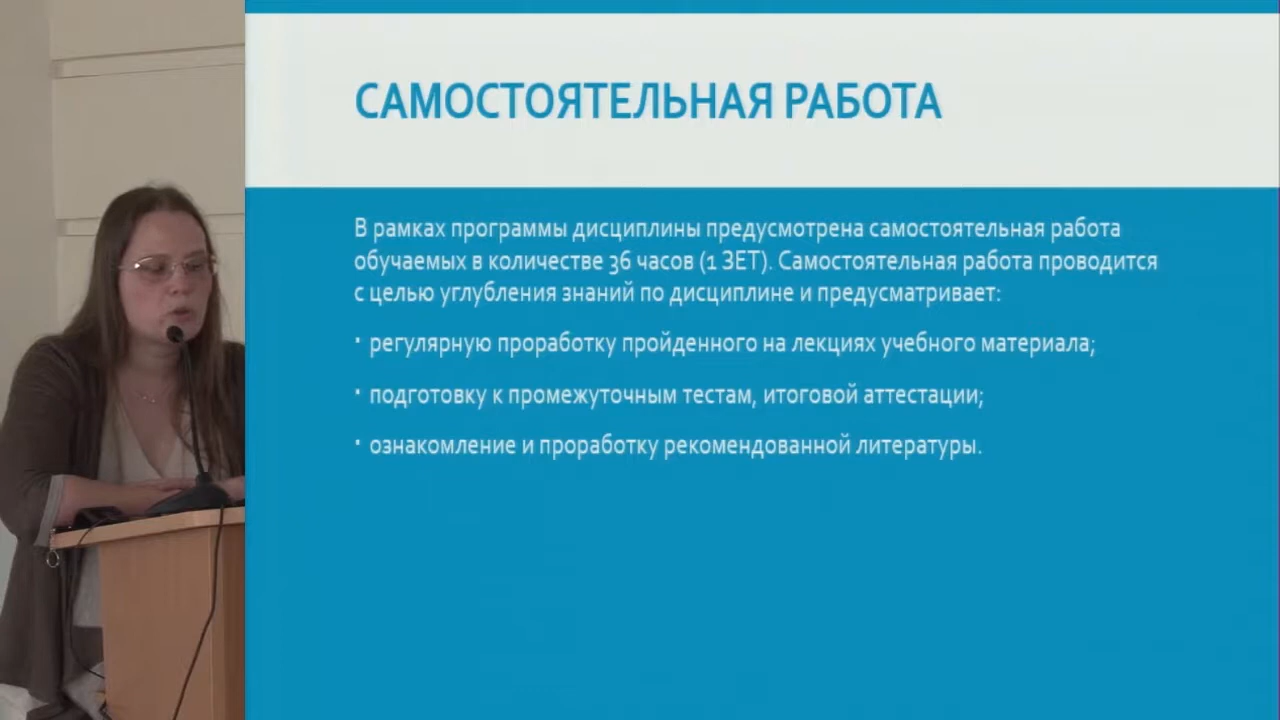 САМОСТОЯТЕЛЬНАЯ РАБОТА
В рамках программы дисциплины предусмотрена самостоятельная работа
обучаемых в количестве 36 часов (1 ЗЕТ). Самостоятельная работа проводится
с целью углубления знаний по дисциплине и предусматривает:
▪ регулярную проработку пройденного на лекциях учебного материала;
▪ подготовку к промежуточным тестам, итоговой аттестации;
▪ ознакомление и проработку рекомендованной литературы.